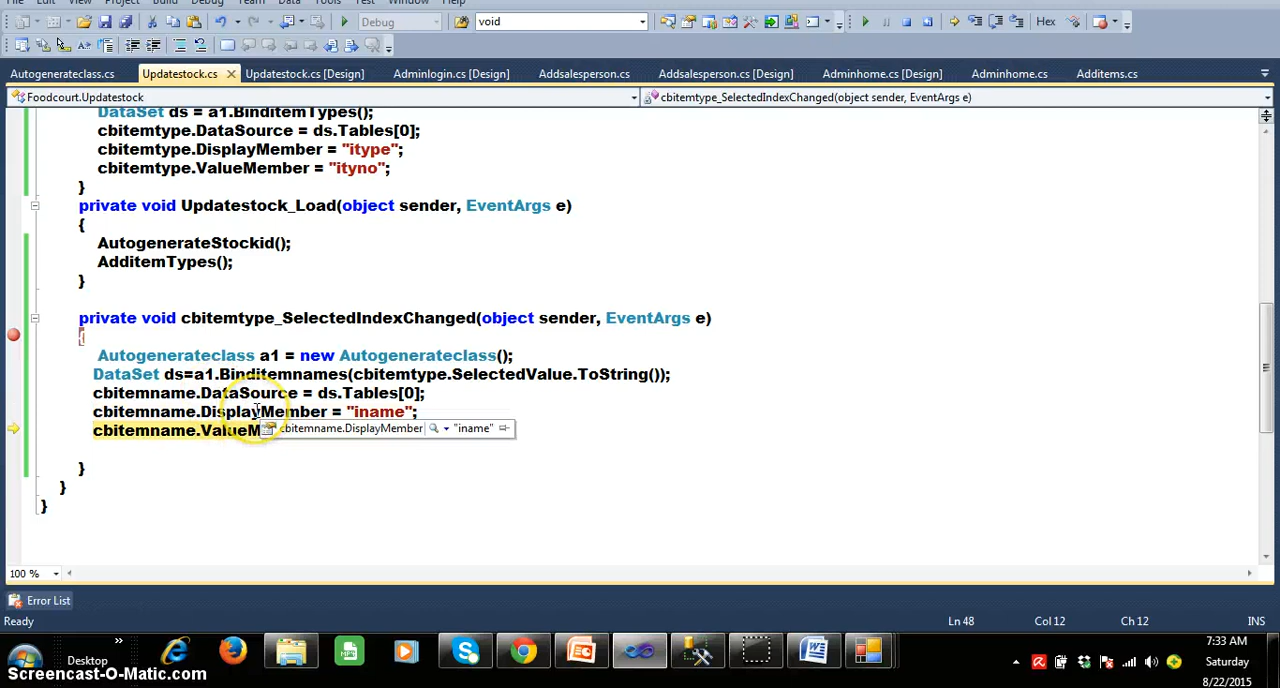 File Edit View Project Build Debug Team Data Tools Test Window Help
Debug void Hex
Autogenerateclass.cs Updatestock.cs Updatestock.cs [Design] Adminlogin.cs [Design] Addsalesperson.cs Addsalesperson.cs [Design] Adminhome.cs [Design] Adminhome.cs Additems.cs
Foodcourt.Updatestock cbitemtype_SelectedIndexChanged(object sender, EventArgs e)
DataSet ds = a1.BinditemTypes();
cbitemtype.DataSource = ds.Tables[0];
cbitemtype.DisplayMember = "itype";
cbitemtype.ValueMember = "ityno";
}
private void Updatestock_Load(object sender, EventArgs e)
{
AutogenerateStockid();
AdditemTypes();
}
private void cbitemtype_SelectedIndexChanged(object sender, EventArgs e)
{
Autogenerateclass a1 = new Autogenerateclass();
DataSet ds=a1.Binditemnames(cbitemtype.SelectedValue.ToString());
cbitemname.DataSource = ds.Tables[0];
cbitemname.DisplayMember = "iname";
cbitemname.ValueM cbitemname.DisplayMember "iname"
}
}
}
100 %
Error List
Ready Ln 48 Col 12 Ch 12 INS
Desktop
7:33 AM
Saturday
8/22/2015
Screencast-O-Matic.com